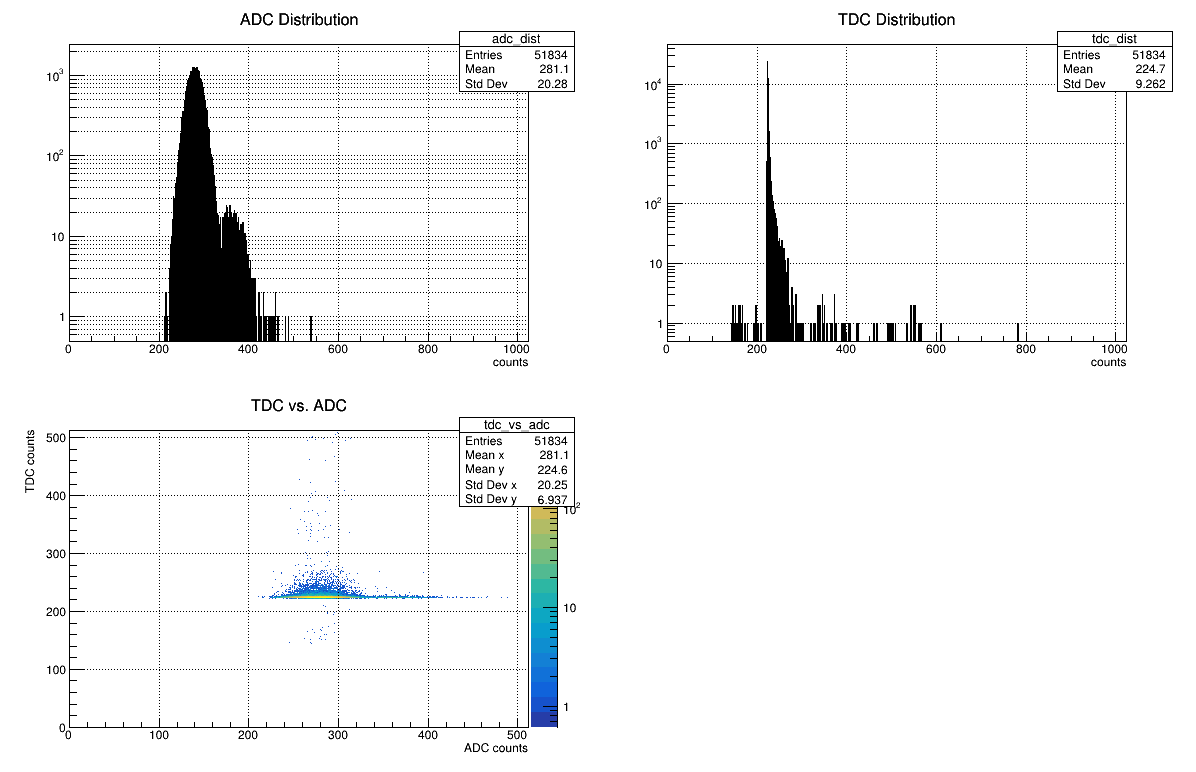 ADC Distribution
adc_dist
Entries 51834
Mean 281.1
Std Dev 20.28
10³
10²
10
1
0 200 400 600 800 1000
counts
TDC Distribution
tdc_dist
Entries 51834
Mean 224.7
Std Dev 9.262
10⁴
10³
10²
10
1
0 200 400 600 800 1000
counts
TDC vs. ADC
tdc_vs_adc
Entries 51834
Mean x 281.1
Mean y 224.6
Std Dev x 20.25
Std Dev y 6.937
TDC counts
500
400
300
200
100
0
0 100 200 300 400 500
ADC counts
10²
10
1